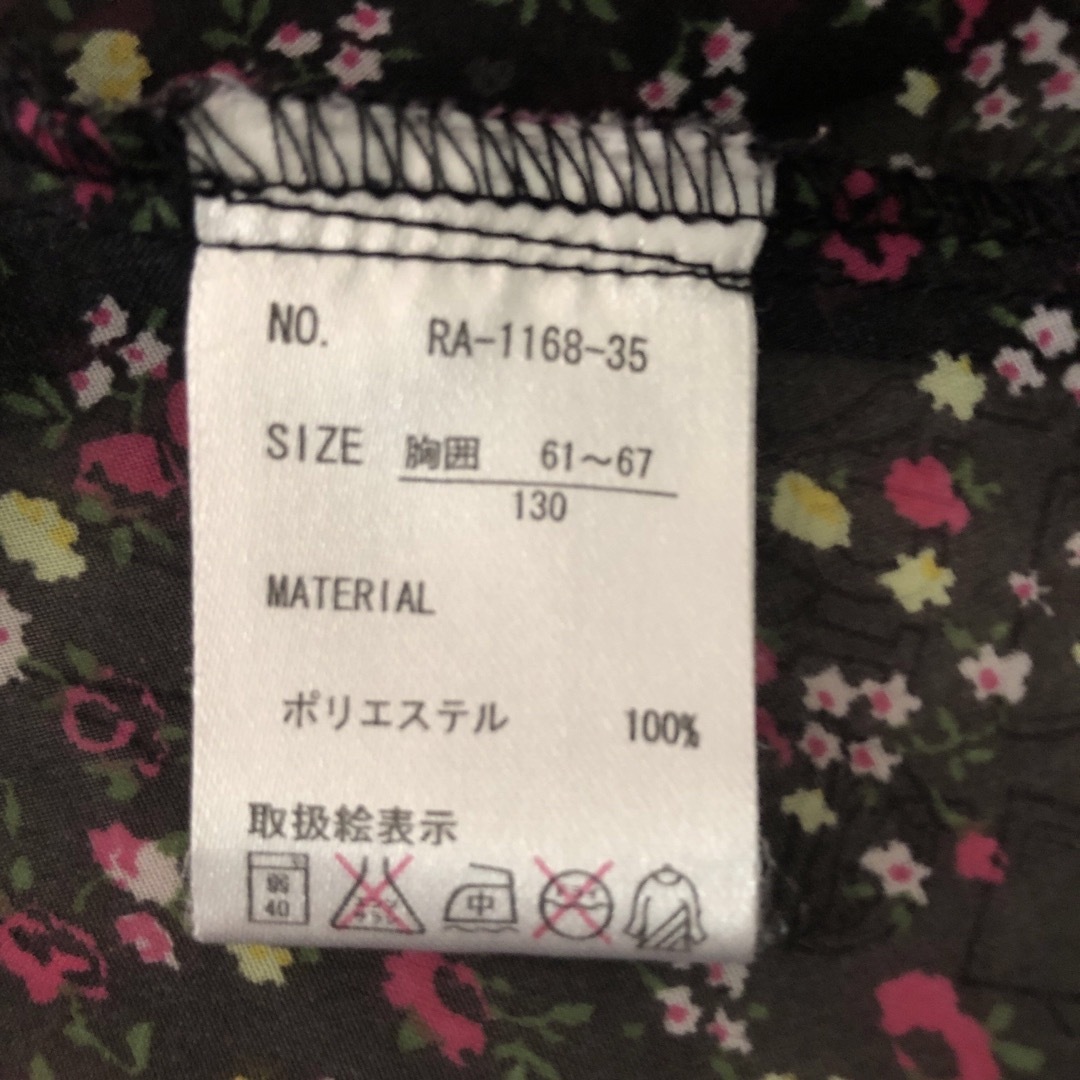 NO. RA-1168-35
SIZE 胸囲 61～67
130
MATERIAL
ポリエステル 100%
取扱絵表示
40
中